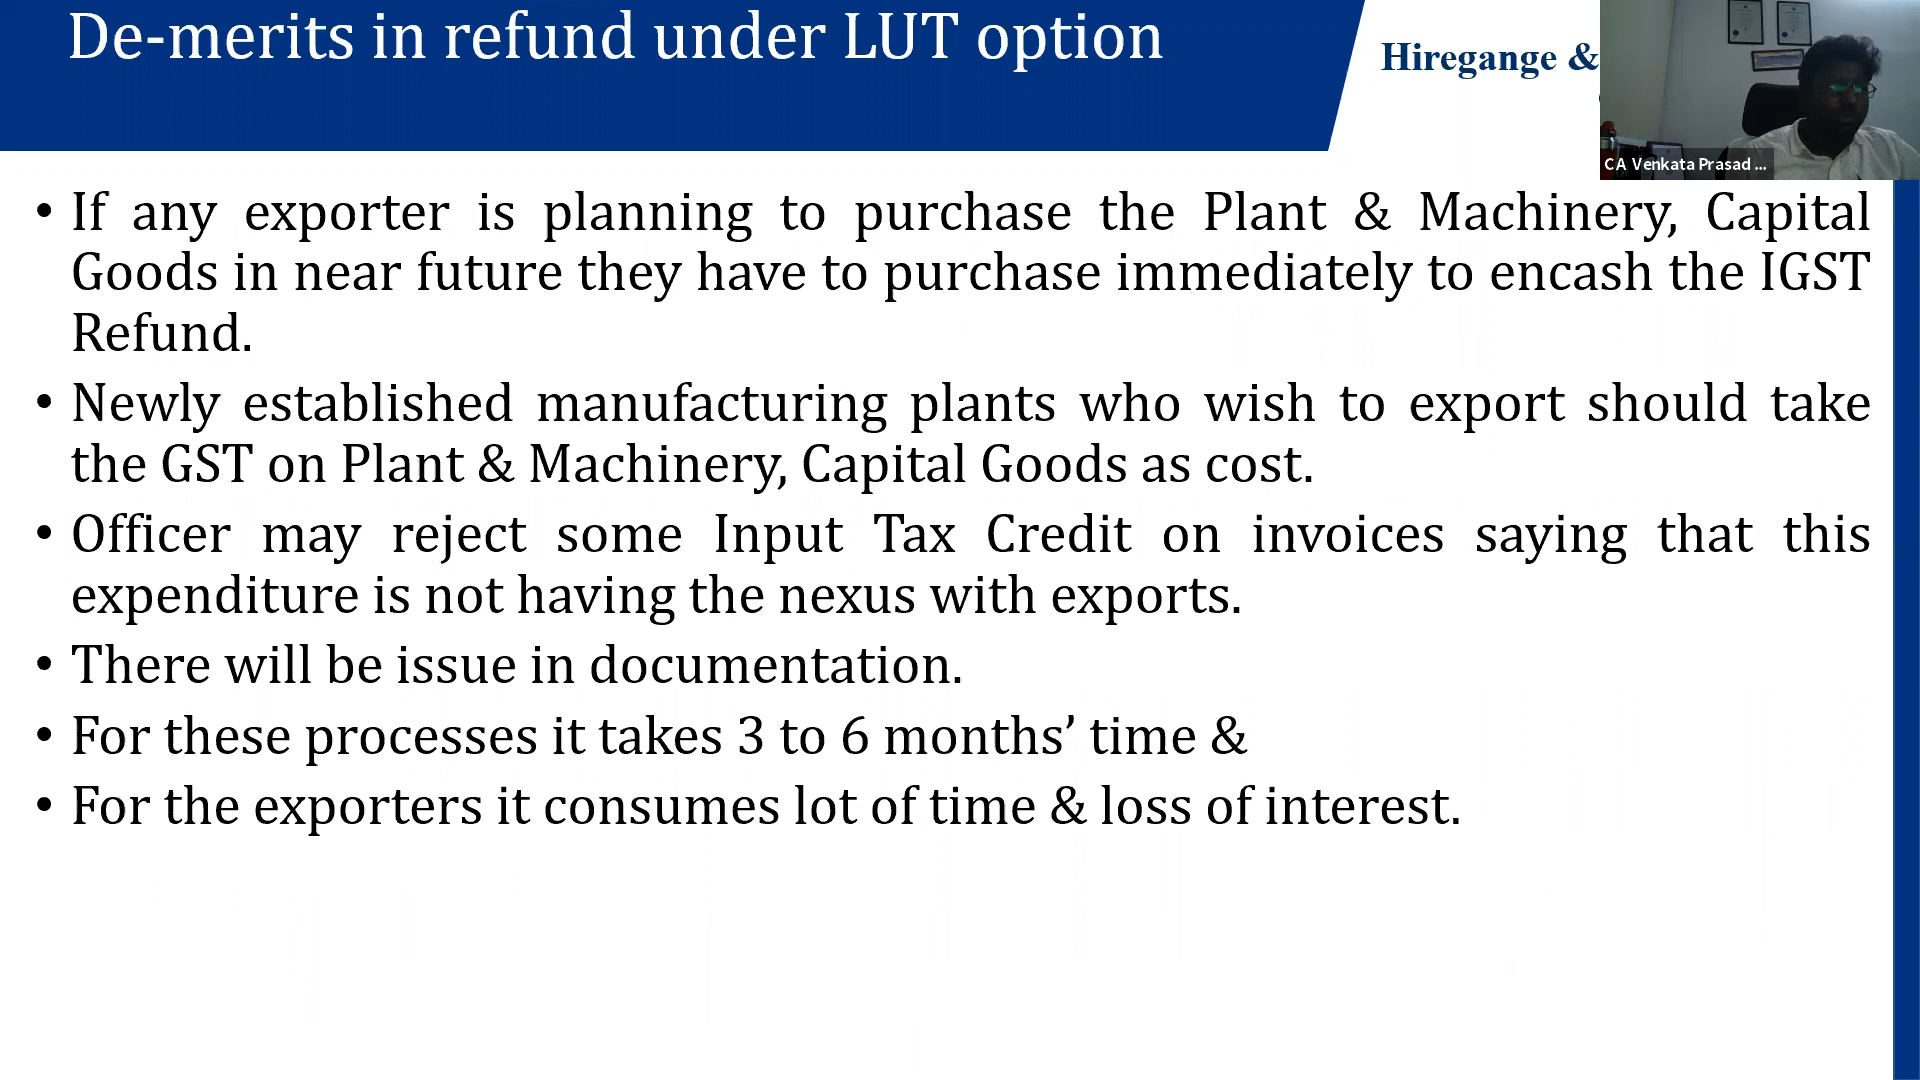 De-merits in refund under LUT option
Hiregange &
CA Venkata Prasad ...
• If any exporter is planning to purchase the Plant & Machinery, Capital
Goods in near future they have to purchase immediately to encash the IGST
Refund.
• Newly established manufacturing plants who wish to export should take
the GST on Plant & Machinery, Capital Goods as cost.
• Officer may reject some Input Tax Credit on invoices saying that this
expenditure is not having the nexus with exports.
• There will be issue in documentation.
• For these processes it takes 3 to 6 months’ time &
• For the exporters it consumes lot of time & loss of interest.